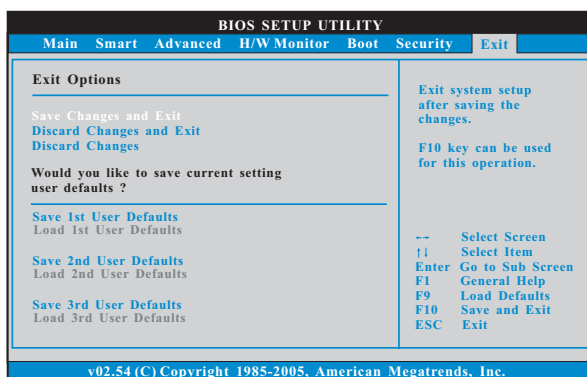 BIOS SETUP UTILITY
Main Smart Advanced H/W Monitor Boot Security Exit
Exit Options
Save Changes and Exit
Discard Changes and Exit
Discard Changes
Would you like to save current setting
user defaults ?
Save 1st User Defaults
Load 1st User Defaults
Save 2nd User Defaults
Load 2nd User Defaults
Save 3rd User Defaults
Load 3rd User Defaults
Exit system setup
after saving the
changes.
F10 key can be used
for this operation.
←→ Select Screen
↑↓ Select Item
Enter Go to Sub Screen
F1 General Help
F9 Load Defaults
F10 Save and Exit
ESC Exit
v02.54 (C) Copyright 1985-2005, American Megatrends, Inc.